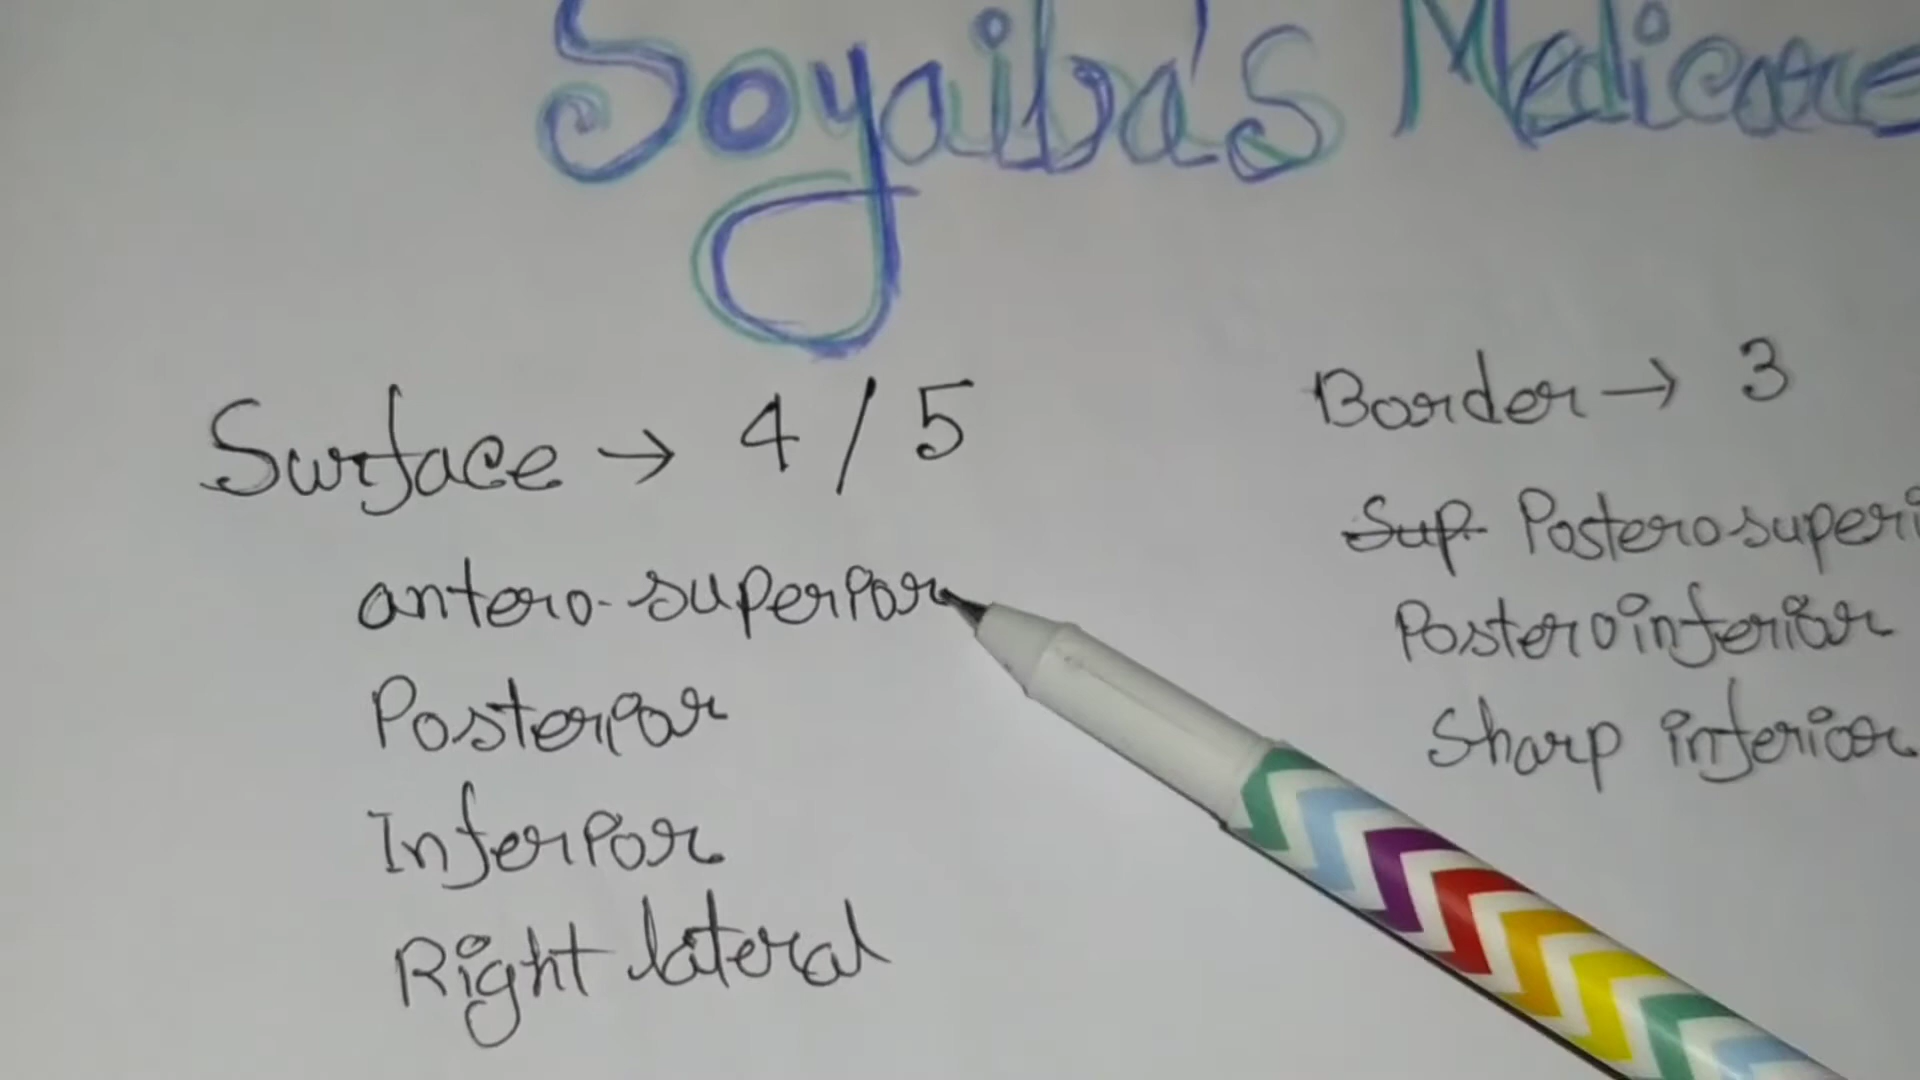 Soyaiba's Medicare
Surface → 4 / 5
antero-superior
Posterior
Inferior
Right lateral
Border → 3
Sup. Posterosuperi
Posteroinferior
Sharp inferior